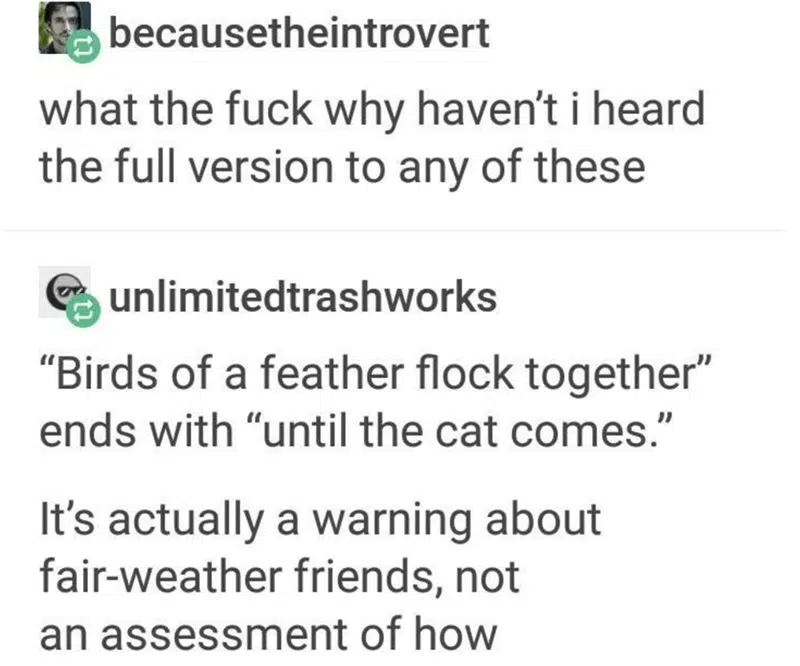 becausetheintrovert
what the fuck why haven't i heard
the full version to any of these
unlimitedtrashworks
“Birds of a feather flock together”
ends with “until the cat comes.”
It's actually a warning about
fair-weather friends, not
an assessment of how